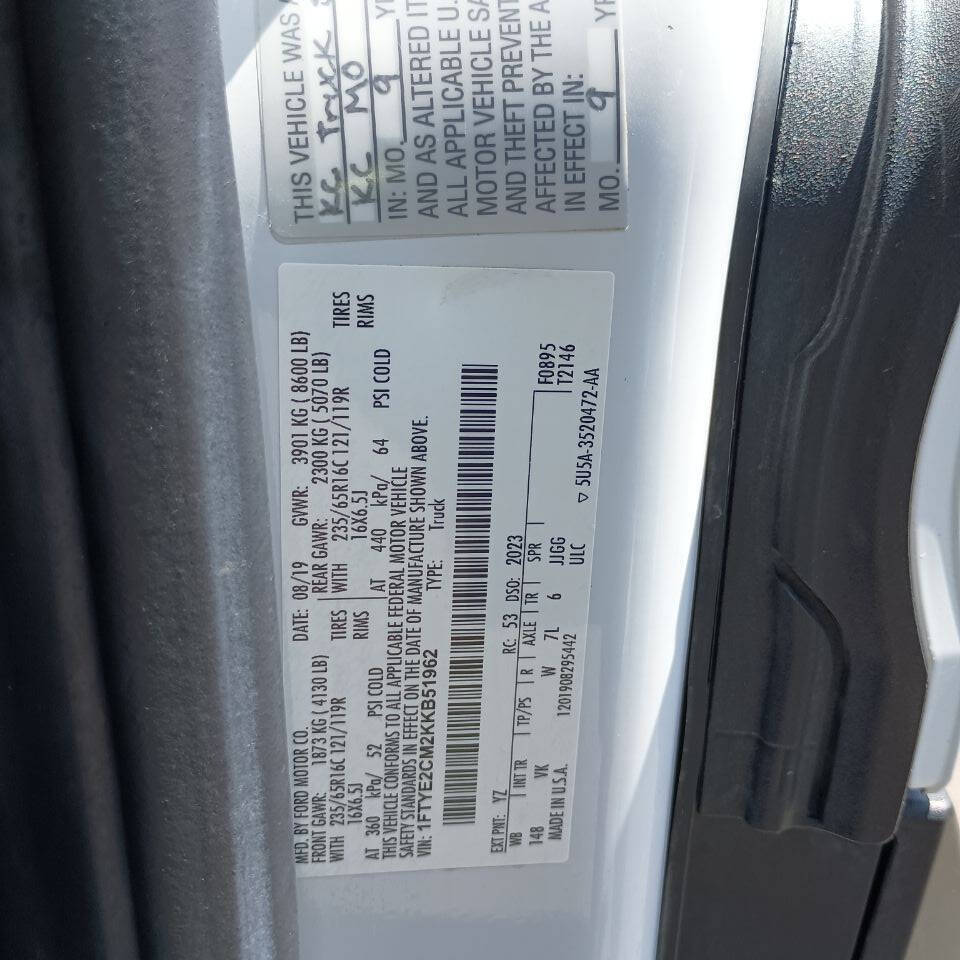 MFD. BY FORD MOTOR CO. DATE: 08/19 GVWR: 3901 KG ( 8600 LB)
FRONT GAWR: 1873 KG ( 4130 LB) REAR GAWR: 2300 KG ( 5070 LB)
WITH 235/65R16C 121/119R TIRES WITH 235/65R16C 121/119R TIRES
16X6.5J RIMS 16X6.5J RIMS
AT 360 kPa/ 52 PSI COLD AT 440 kPa/ 64 PSI COLD
THIS VEHICLE CONFORMS TO ALL APPLICABLE FEDERAL MOTOR VEHICLE
SAFETY STANDARDS IN EFFECT ON THE DATE OF MANUFACTURE SHOWN ABOVE.
VIN: 1FTYE2CM2KKB51962 TYPE: Truck
EXT PNT: YZ RC: 53 DSO: 2023 F0895
WB INT TR TP/PS R AXLE TR SPR T2146
148 VK W 7L 6 JJGG
MADE IN U.S.A. 1201908295442 ULC ▽ 5U5A-3520472-AA
THIS VEHICLE WAS
KC Truck
KC MO
IN: MO. 9 YR
AND AS ALTERED IT
ALL APPLICABLE U.
MOTOR VEHICLE SA
AND THEFT PREVENT
AFFECTED BY THE A
IN EFFECT IN:
MO. 9 YR